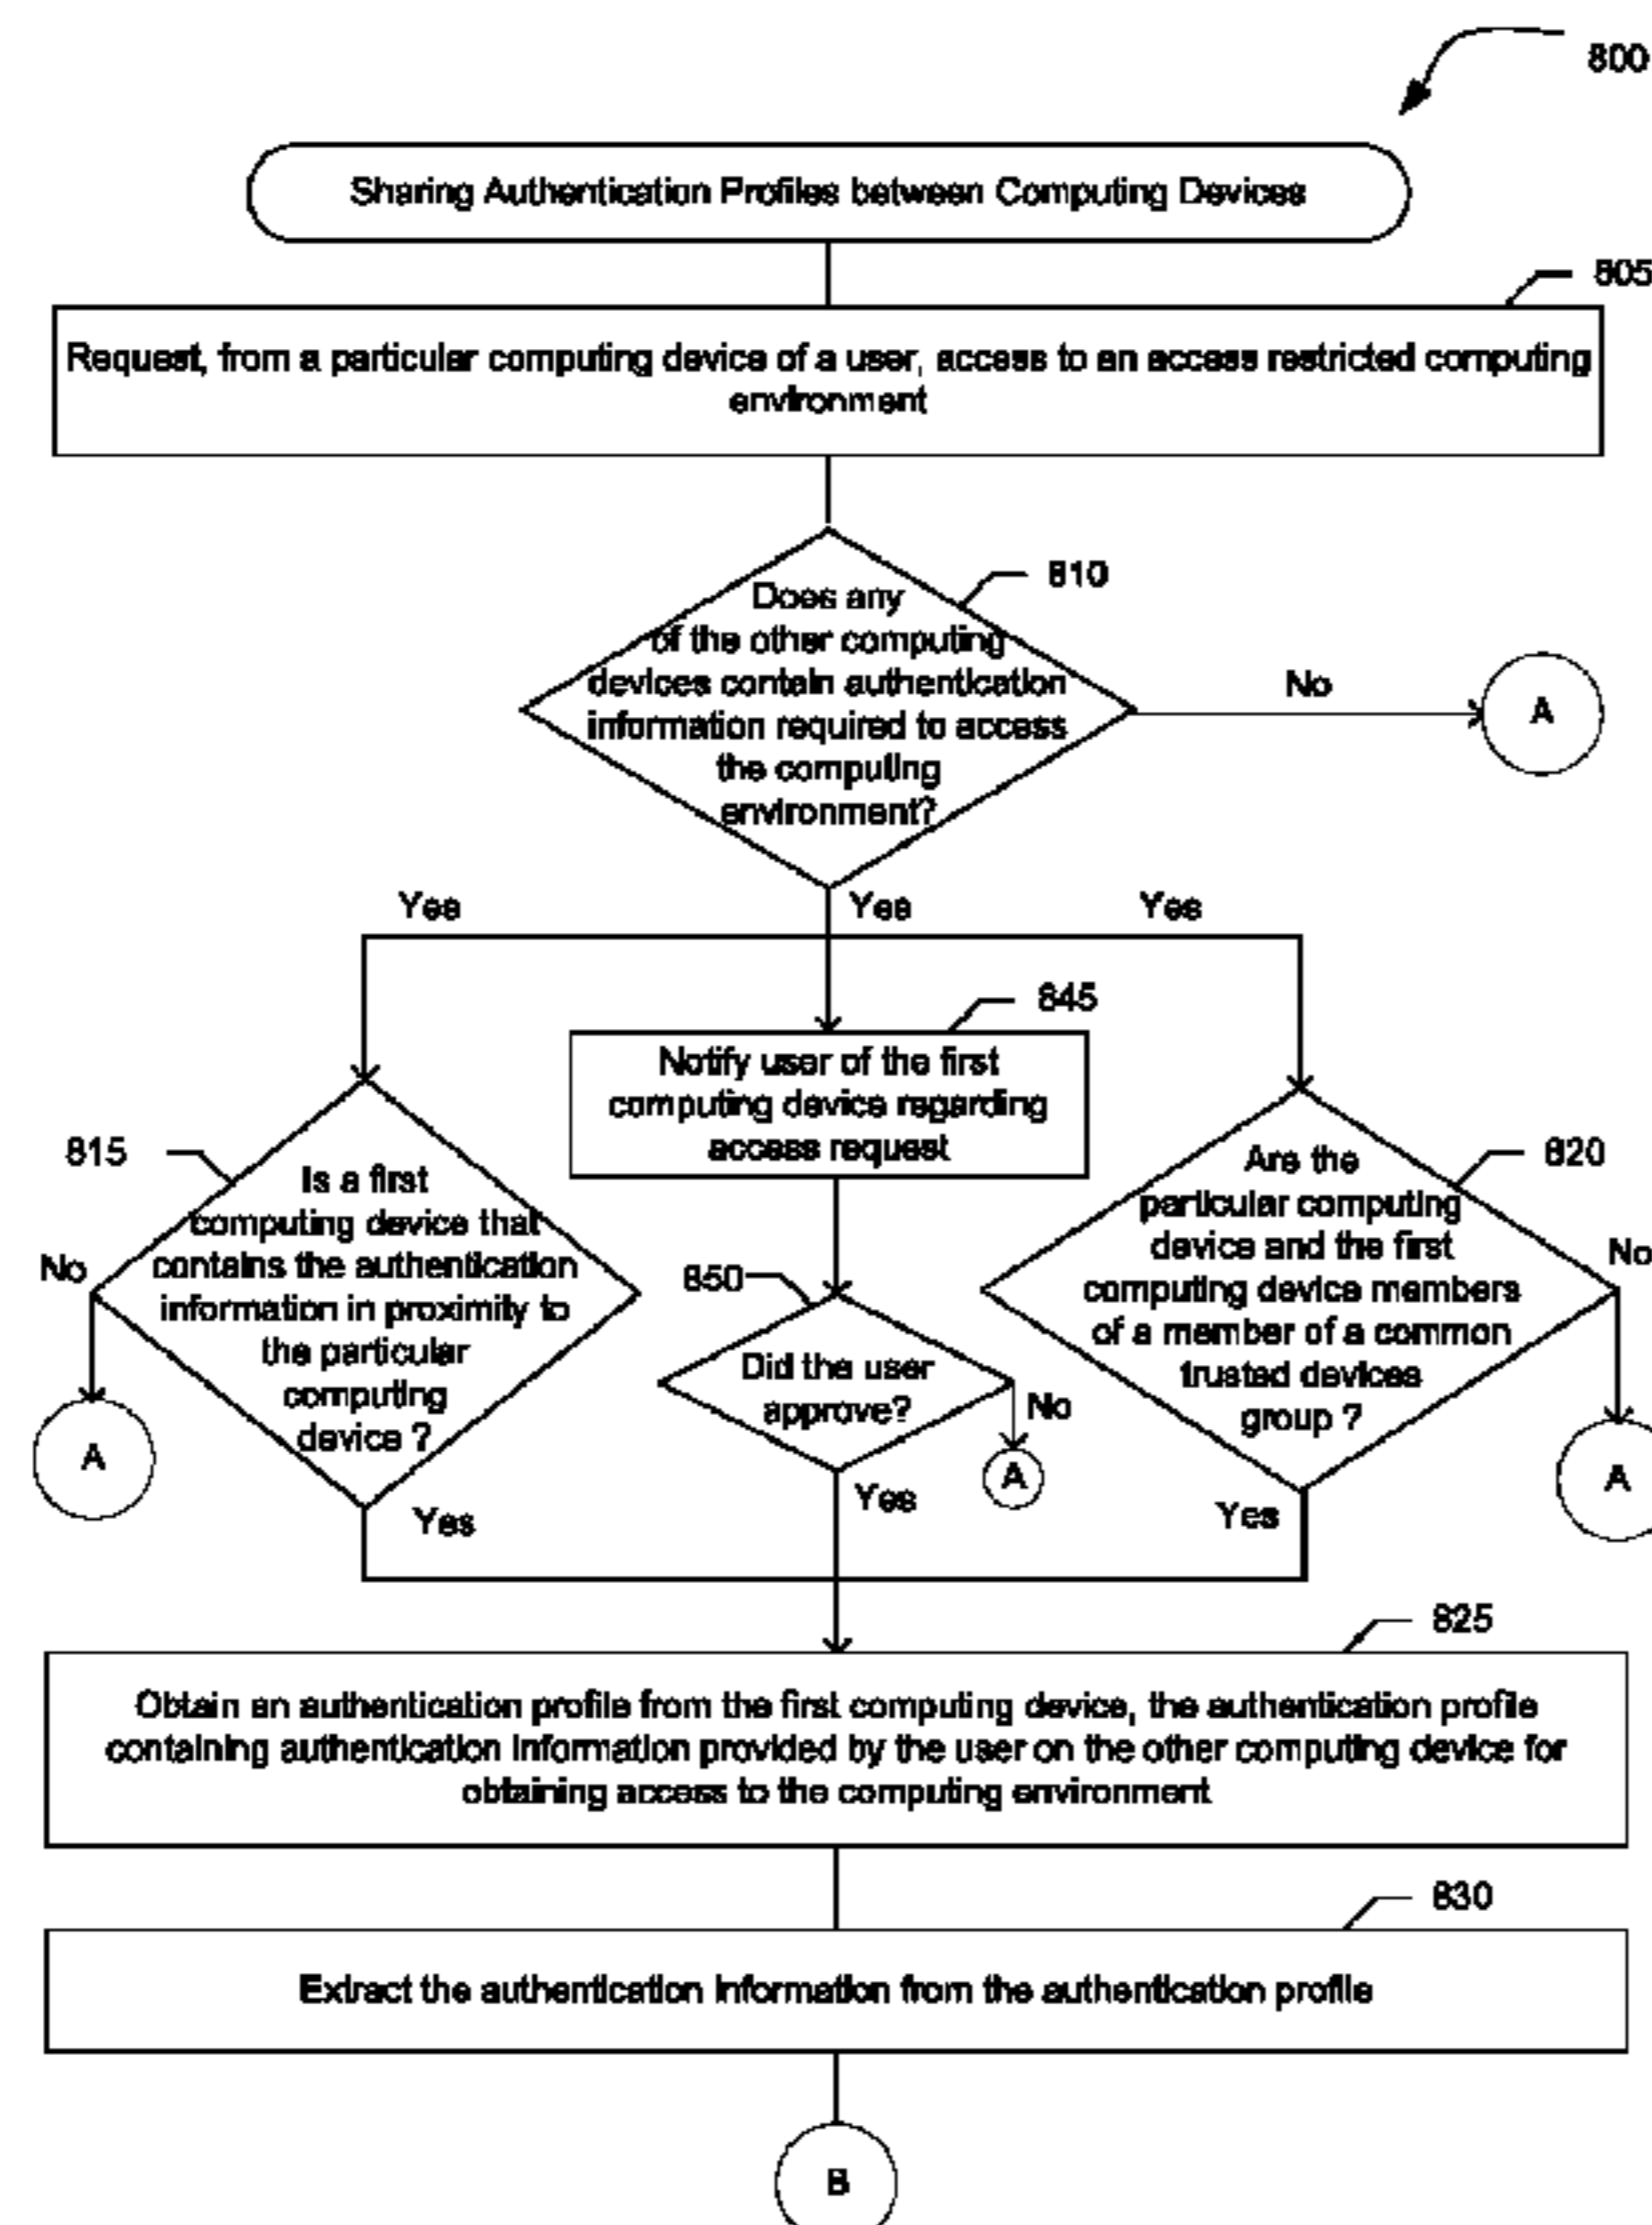 800
Sharing Authentication Profiles between Computing Devices
805
Request, from a particular computing device of a user, access to an access restricted computing
environment
810
Does any
of the other computing
devices contain authentication
information required to access
the computing
environment?
No
A
Yes
Yes
Yes
845
Notify user of the first
computing device regarding
access request
815
Is a first
computing device that
contains the authentication
information in proximity to
the particular
computing
device ?
No
A
Yes
850
Did the user
approve?
No
A
Yes
820
Are the
particular computing
device and the first
computing device members
of a member of a common
trusted devices
group ?
No
A
Yes
825
Obtain an authentication profile from the first computing device, the authentication profile
containing authentication information provided by the user on the other computing device for
obtaining access to the computing environment
830
Extract the authentication information from the authentication profile
B